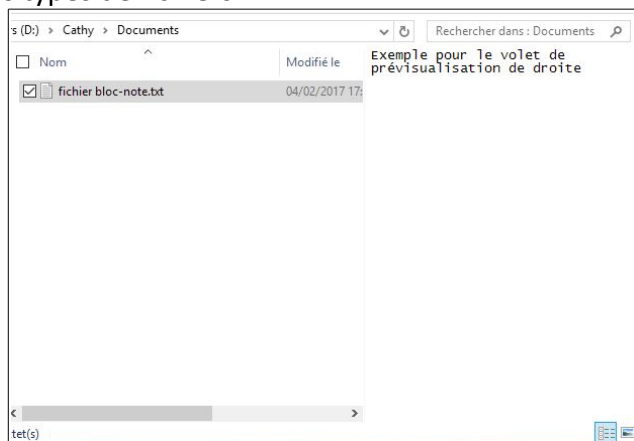 s (D:) > Cathy > Documents
Rechercher dans : Documents
Nom
Modifié le
fichier bloc-note.txt
04/02/2017 17:
Exemple pour le volet de
prévisualisation de droite
tet(s)